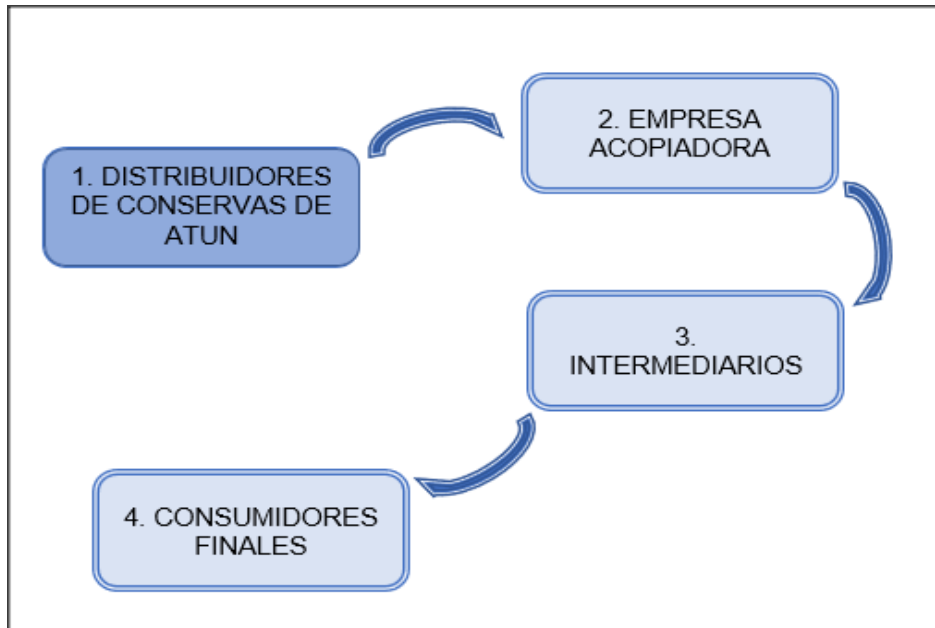 1. DISTRIBUIDORES
DE CONSERVAS DE
ATUN
2. EMPRESA
ACOPIADORA
3.
INTERMEDIARIOS
4. CONSUMIDORES
FINALES